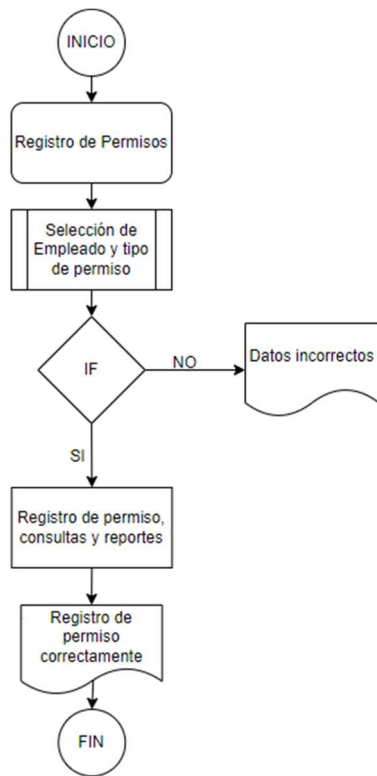 INICIO
Registro de Permisos
Selección de
Empleado y tipo
de permiso
IF
NO
Datos incorrectos
SI
Registro de permiso,
consultas y reportes
Registro de
permiso
correctamente
FIN